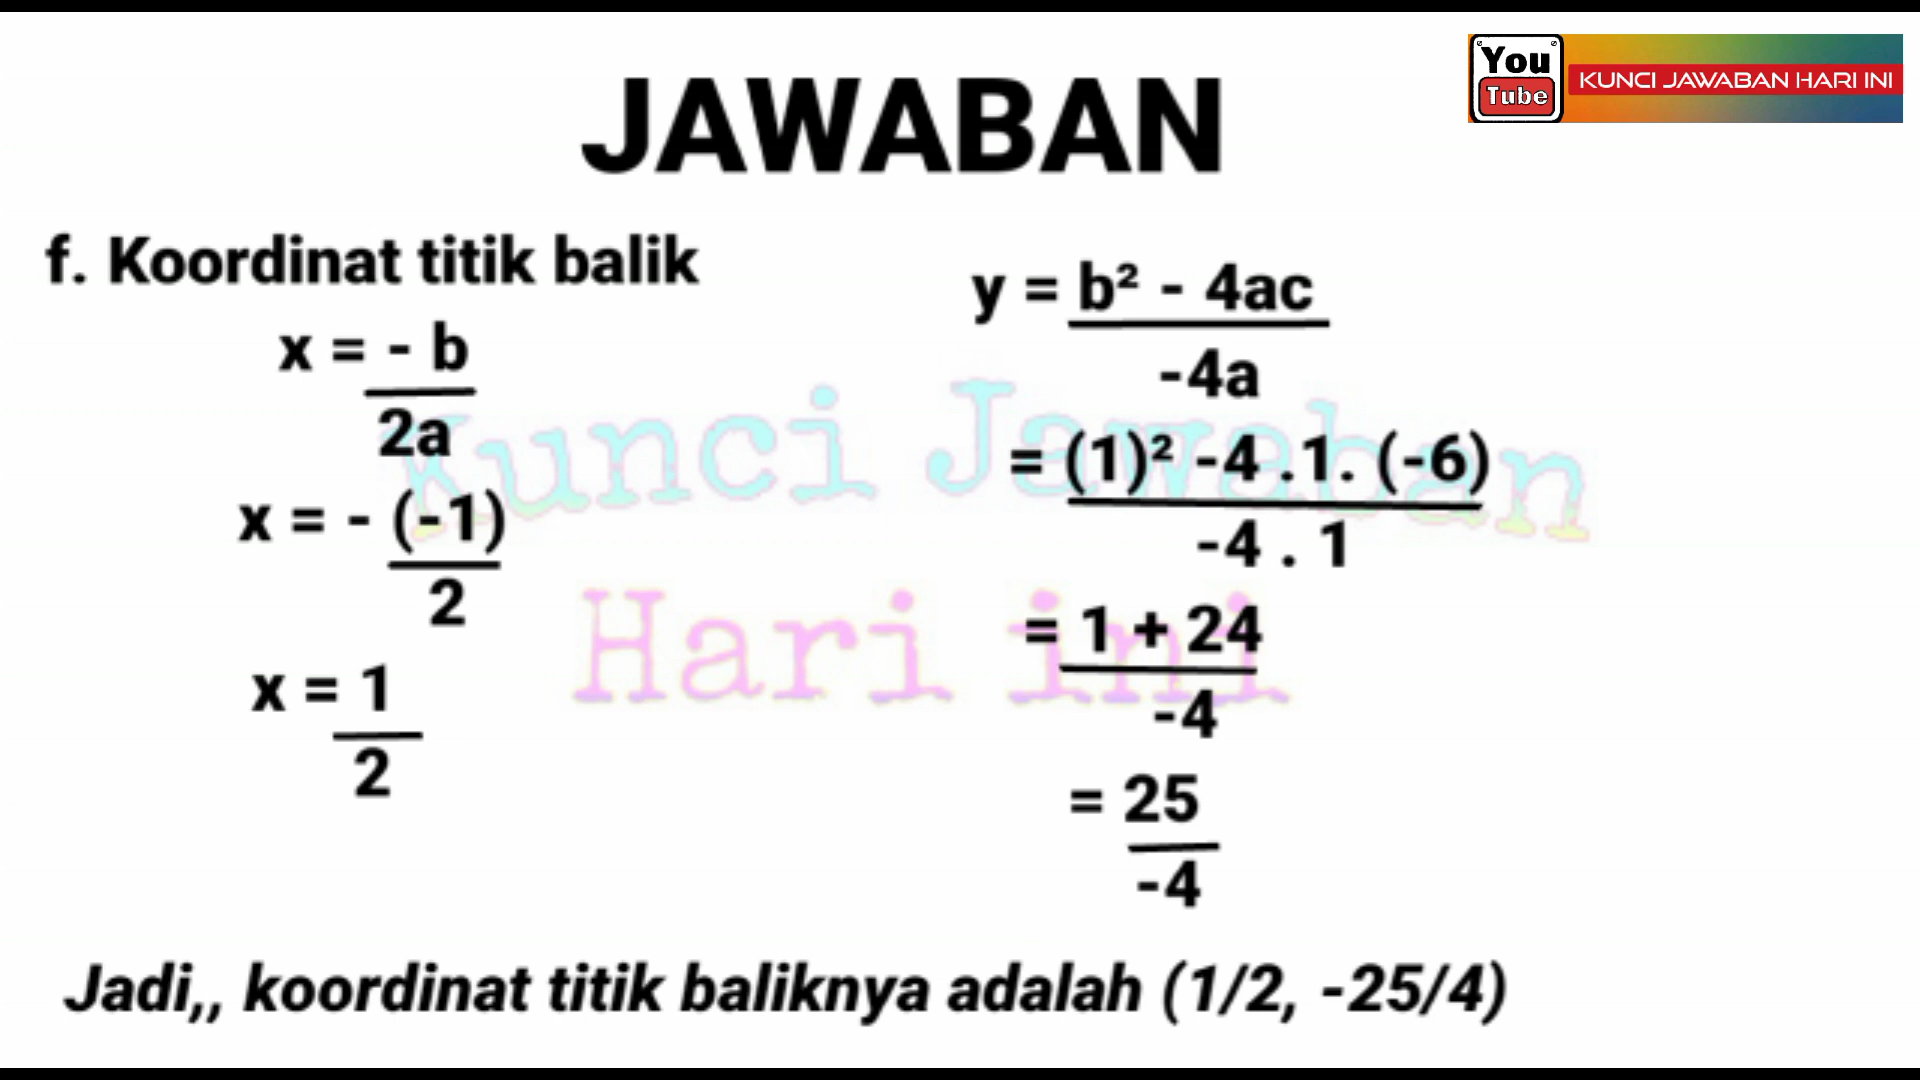 You
Tube
KUNCI JAWABAN HARI INI
JAWABAN
f. Koordinat titik balik
x = - b
2a
x = - (-1)
2
x = 1
2
y = b² - 4ac
-4a
= (1)² -4 .1. (-6)
-4 . 1
= 1 + 24
-4
= 25
-4
Kunci Jawaban
Hari ini
Jadi,, koordinat titik baliknya adalah (1/2, -25/4)